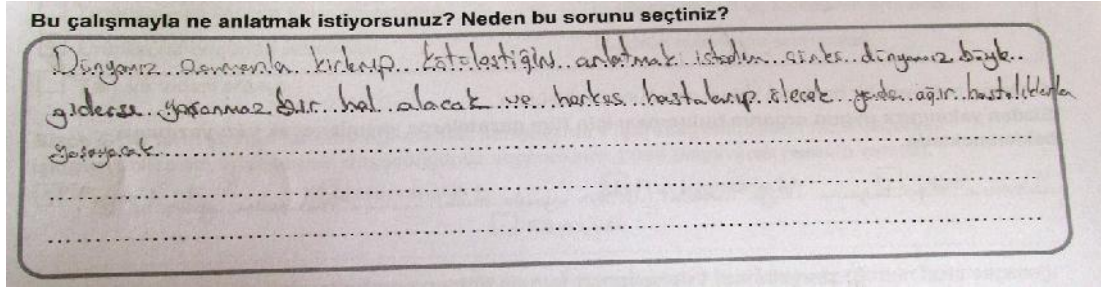 Bu çalışmayla ne anlatmak istiyorsunuz? Neden bu sorunu seçtiniz?
Dünyamız zamanla kirlenip kötüleştiğini anlatmak istedim çünkü dünyamız böyle
giderse yaşanmaz bir hal alacak ve herkes hastalanıp ölecek yada ağır hastalıklarla
yaşayacak